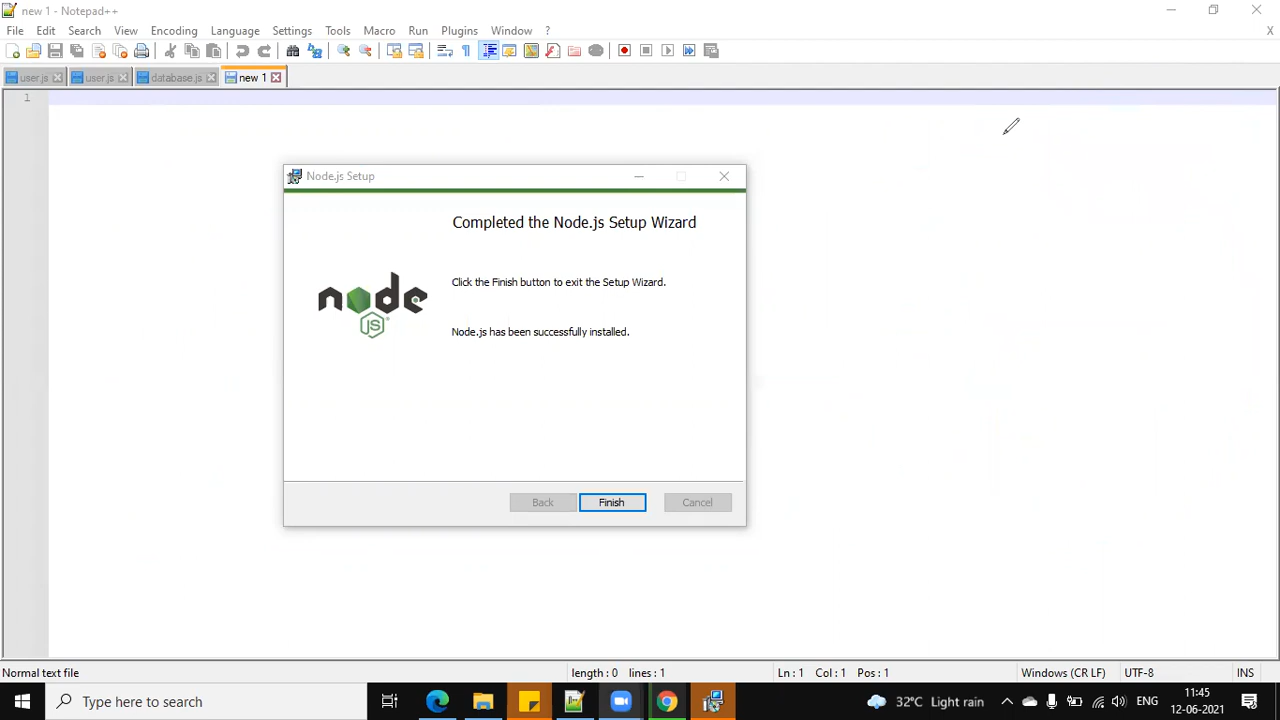 new 1 - Notepad++
File Edit Search View Encoding Language Settings Tools Macro Run Plugins Window ? X
user.js user.js database.js new 1
1
Node.js Setup
Completed the Node.js Setup Wizard
Click the Finish button to exit the Setup Wizard.
node
JS
Node.js has been successfully installed.
Back Finish Cancel
Normal text file length : 0 lines : 1 Ln : 1 Col : 1 Pos : 1 Windows (CR LF) UTF-8 INS
Type here to search 32°C Light rain ENG 11:45
12-06-2021